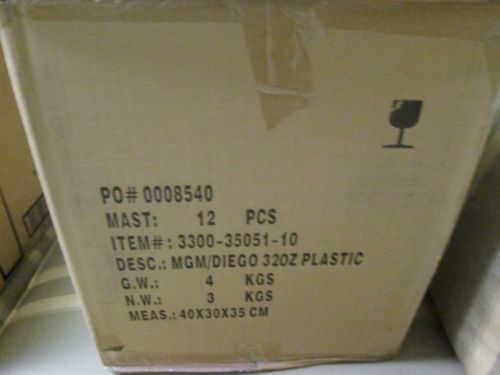 PO# 0008540
MAST: 12 PCS
ITEM#: 3300-35051-10
DESC.: MGM/DIEGO 32OZ PLASTIC
G.W.: 4 KGS
N.W.: 3 KGS
MEAS.: 40X30X35 CM